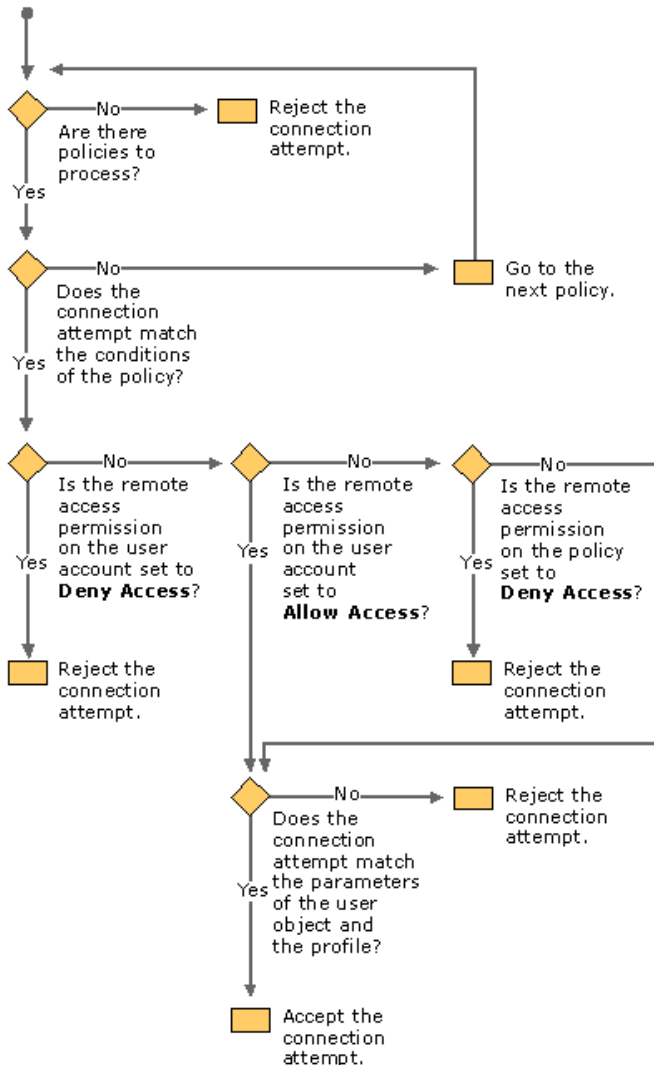 No
Are there
policies to
process?
Reject the
connection
attempt.
Yes
No
Does the
connection
attempt match
the conditions
of the policy?
Go to the
next policy.
Yes
No
Is the remote
access
permission
on the user
account set to
Deny Access?
No
Is the remote
access
permission
on the user
account
set to
Allow Access?
No
Is the remote
access
permission
on the policy
set to
Deny Access?
Yes
Yes
Yes
Reject the
connection
attempt.
Reject the
connection
attempt.
No
Does the
connection
attempt match
the parameters
of the user
object and
the profile?
Reject the
connection
attempt.
Yes
Accept the
connection
attempt.